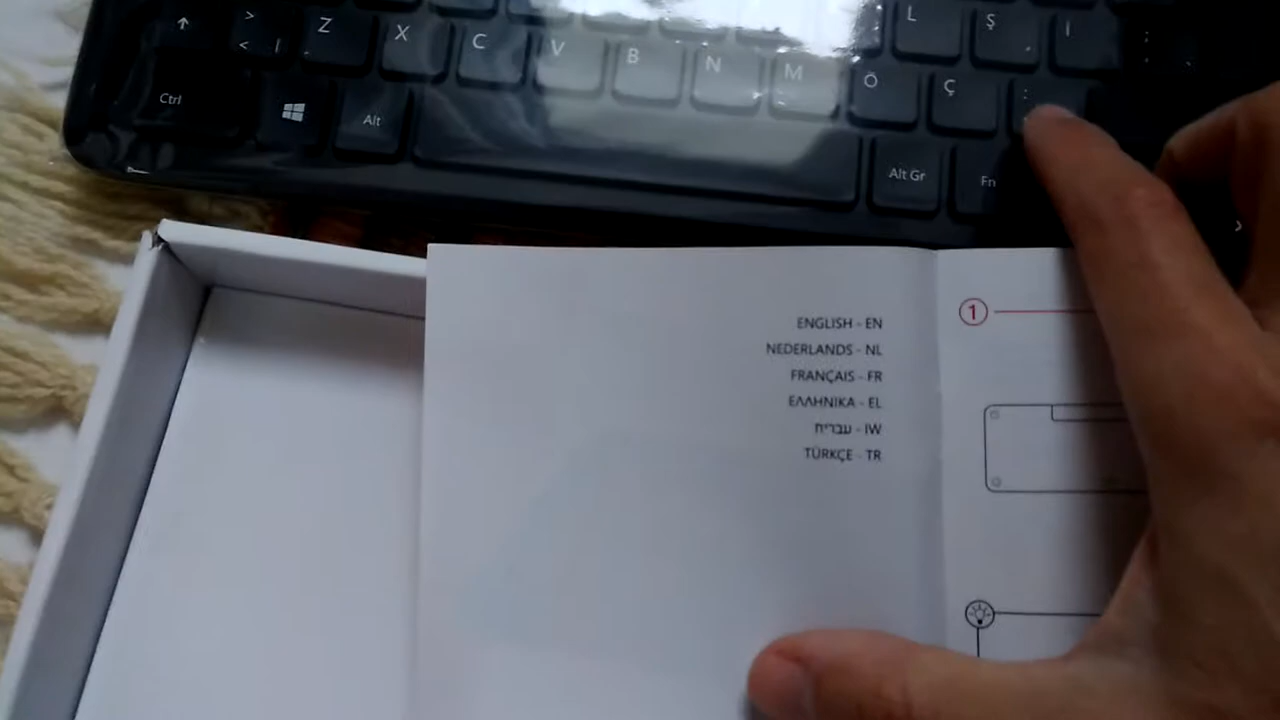 L Ş İ
↑ > < | Z X C V B N M Ö Ç : .
Ctrl Alt Alt Gr Fn
ENGLISH - EN
NEDERLANDS - NL
FRANÇAIS - FR
ΕΛΛΗΝΙΚΑ - EL
עברית - IW
TÜRKÇE - TR
1